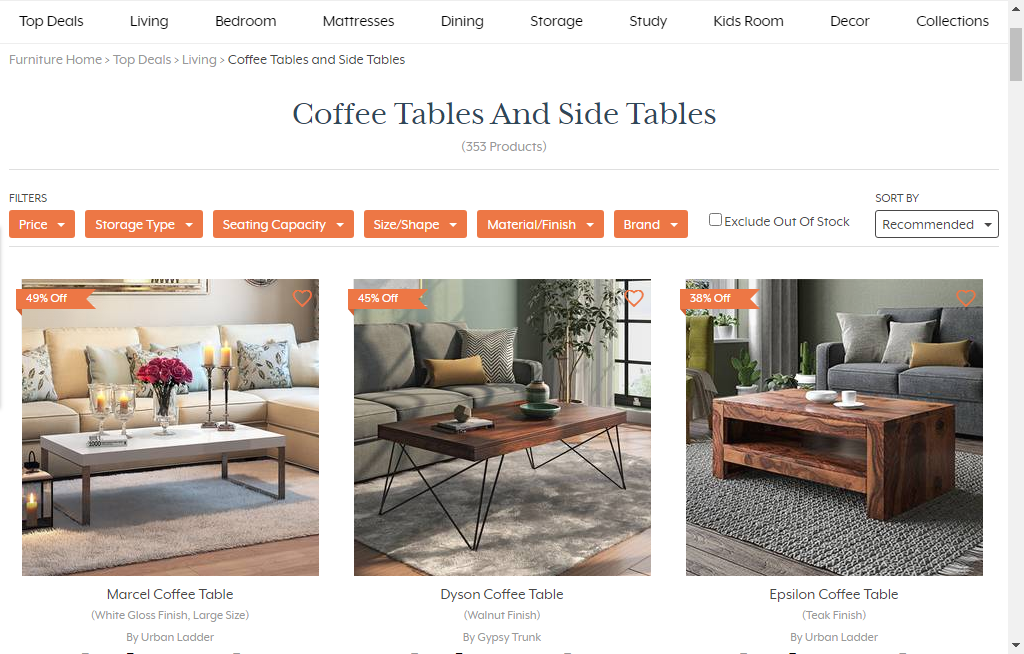 Top Deals Living Bedroom Mattresses Dining Storage Study Kids Room Decor Collections
Furniture Home > Top Deals > Living > Coffee Tables and Side Tables
Coffee Tables And Side Tables
(353 Products)
FILTERS
SORT BY
Price Storage Type Seating Capacity Size/Shape Material/Finish Brand Exclude Out Of Stock Recommended
49% Off
45% Off
38% Off
Marcel Coffee Table
(White Gloss Finish, Large Size)
By Urban Ladder
Dyson Coffee Table
(Walnut Finish)
By Gypsy Trunk
Epsilon Coffee Table
(Teak Finish)
By Urban Ladder